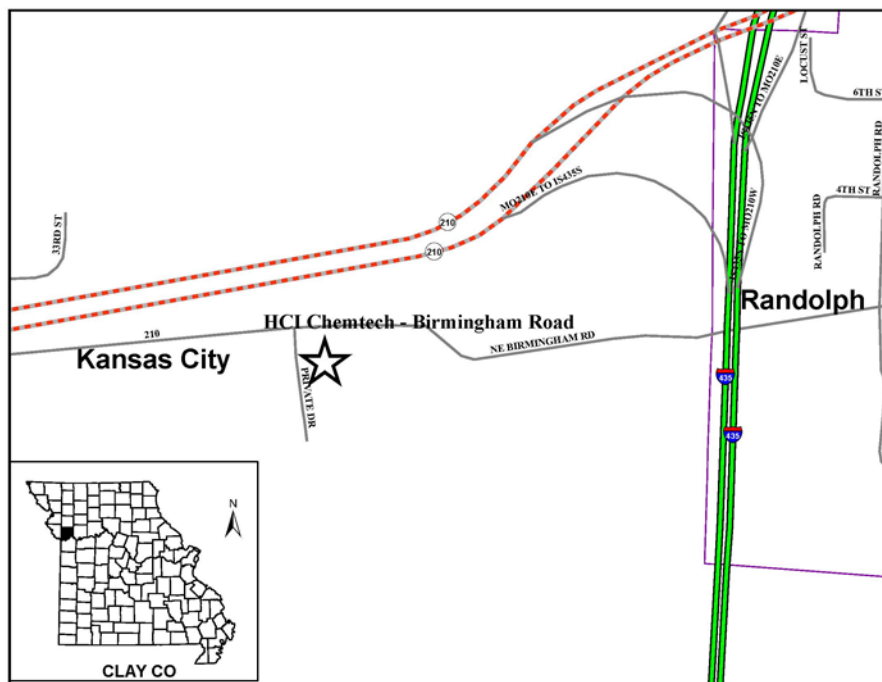 LOCUST ST
6TH ST
IS435N TO MO210E
RANDOLPH RD
4TH ST
RANDOLPH RD
MO210E TO IS435S
33RD ST
210
210
IS435N TO MO210W
Randolph
HCI Chemtech - Birmingham Road
210
NE BIRMINGHAM RD
Kansas City
PRIVATE DR
435
435
N
CLAY CO